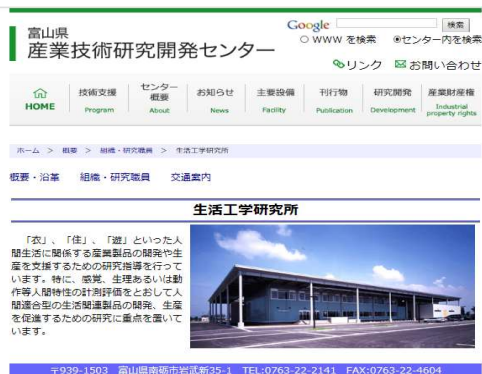 富山県
産業技術研究開発センター
Google 検索
WWW を検索 センター内を検索
リンク お問い合わせ
HOME
技術支援
Program
センター
概要
About
お知らせ
News
主要設備
Facility
刊行物
Publication
研究開発
Development
産業財産権
Industrial
property rights
ホーム > 概要 > 組織・研究職員 > 生活工学研究所
概要・沿革 組織・研究職員 交通案内
生活工学研究所
「衣」、「住」、「遊」といった人
間生活に関係する産業製品の開発や生
産を支援するための研究指導を行って
います。特に、感覚、生理あるいは動
作等人間特性の計測評価をとおして人
間適合型の生活関連製品の開発、生産
を促進するための研究に重点を置いて
います。
〒939-1503 富山県南砺市岩武新35-1 TEL:0763-22-2141 FAX:0763-22-4604